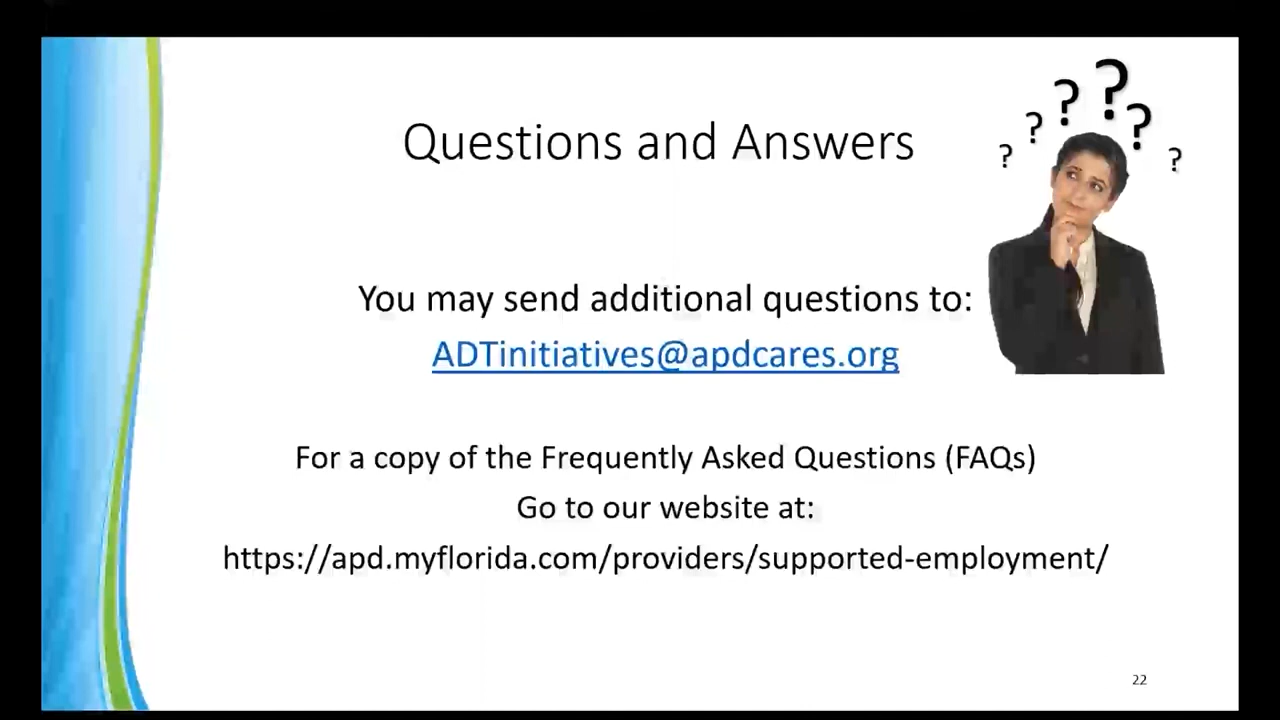 ? ? ? ? ? ?
Questions and Answers
You may send additional questions to:
ADTinitiatives@apdcares.org
For a copy of the Frequently Asked Questions (FAQs)
Go to our website at:
https://apd.myflorida.com/providers/supported-employment/
22